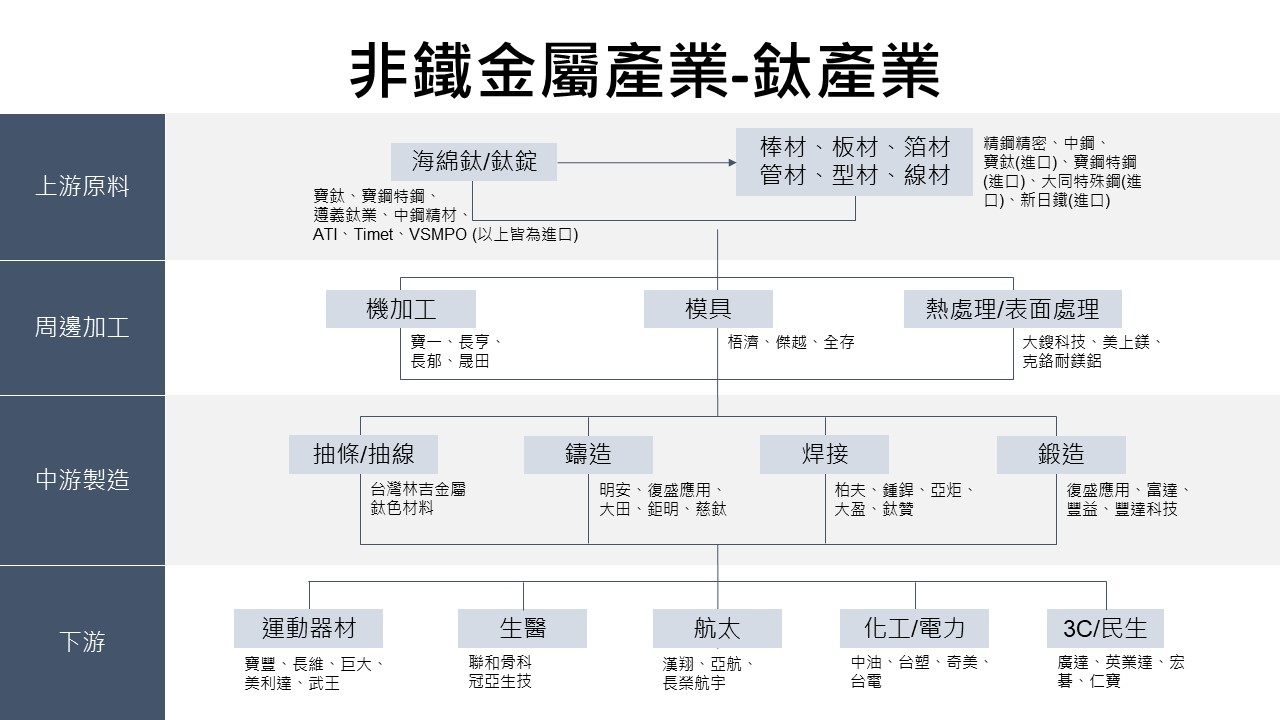 非鐵金屬產業-鈦產業
上游原料
海綿鈦/鈦錠
棒材、板材、箔材
管材、型材、線材
精鋼精密、中鋼、
寶鈦(進口)、寶鋼特鋼
(進口)、大同特殊鋼(進
口)、新日鐵(進口)
寶鈦、寶鋼特鋼、
遵義鈦業、中鋼精材、
ATI、Timet、VSMPO (以上皆為進口)
周邊加工
機加工
模具
熱處理/表面處理
寶一、長亨、
長郁、晟田
梧濟、傑越、全存
大鎪科技、美上鎂、
克鉻耐鎂鋁
中游製造
抽條/抽線
鑄造
焊接
鍛造
台灣林吉金屬
鈦色材料
明安、復盛應用、
大田、鉅明、慈鈦
柏夫、鍾銲、亞炬、
大盈、鈦贊
復盛應用、富達、
豐益、豐達科技
下游
運動器材
生醫
航太
化工/電力
3C/民生
寶豐、長維、巨大、
美利達、武王
聯和骨科
冠亞生技
漢翔、亞航、
長榮航宇
中油、台塑、奇美、
台電
廣達、英業達、宏
碁、仁寶